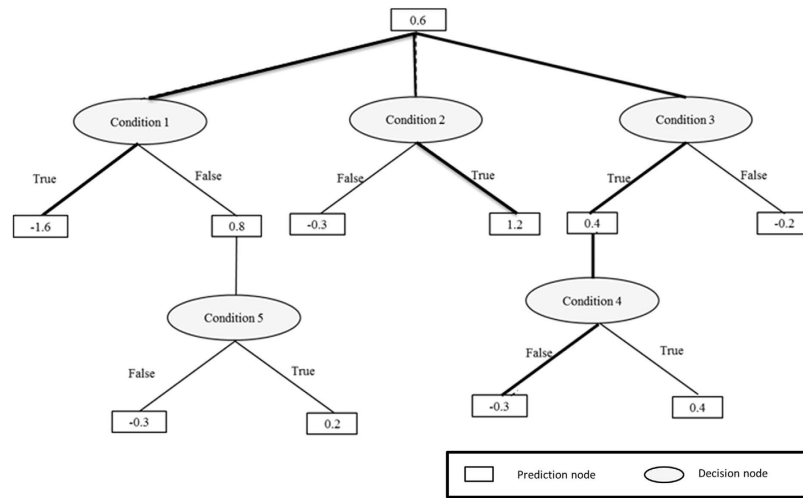 0.6
Condition 1
Condition 2
Condition 3
True
False
False
True
True
False
-1.6
0.8
-0.3
1.2
0.4
-0.2
Condition 5
Condition 4
False
True
False
True
-0.3
0.2
-0.3
0.4
Prediction node
Decision node